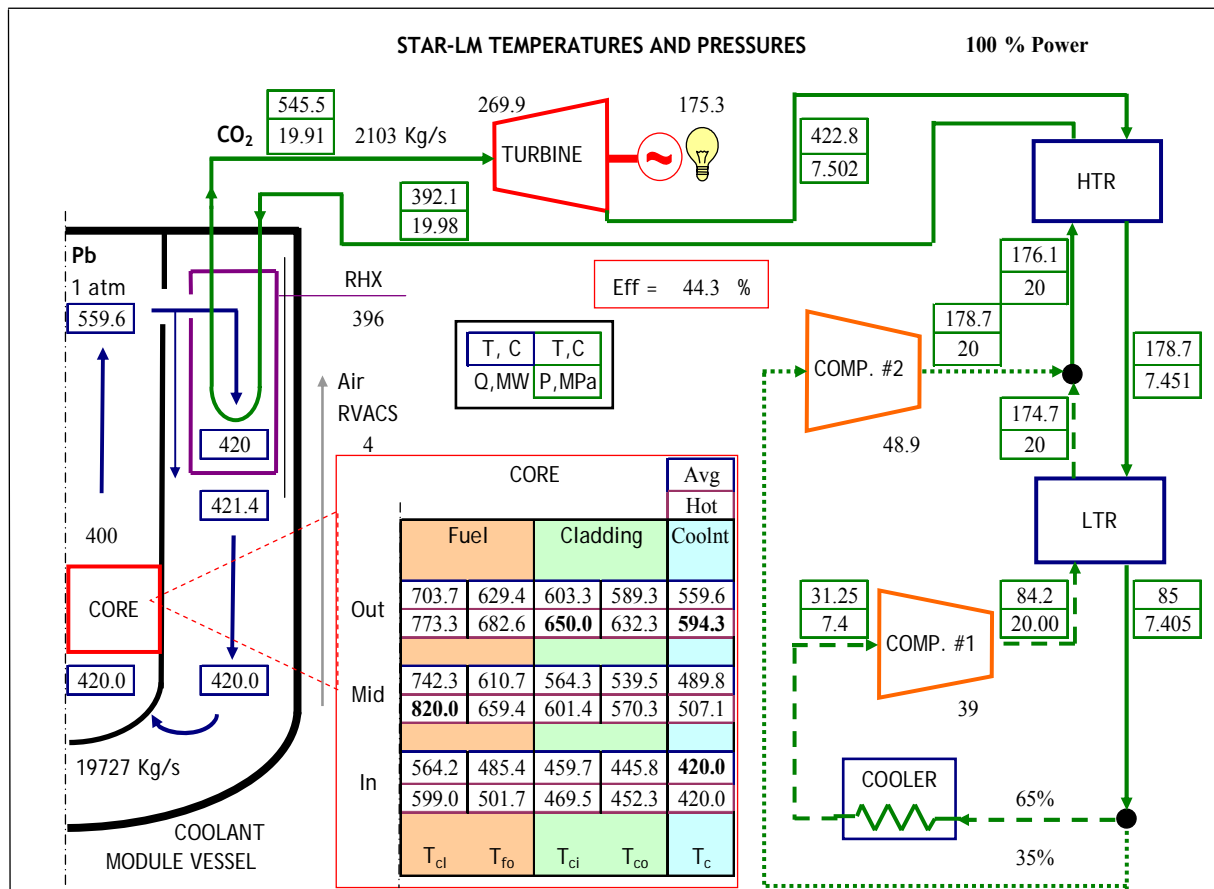 STAR-LM TEMPERATURES AND PRESSURES 100 % Power
545.5
19.91
CO2
2103 Kg/s
269.9
175.3
TURBINE
~
422.8
7.502
HTR
392.1
19.98
Pb
1 atm
559.6
RHX
396
Eff = 44.3 %
176.1
20
178.7
20
T, C T,C
Q,MW P,MPa
COMP. #2
178.7
7.451
Air
RVACS
4
174.7
20
48.9
420
421.4
400
CORE
420.0
420.0
19727 Kg/s
COOLANT
MODULE VESSEL
CORE Avg
Hot
Fuel Cladding Coolnt
Out
703.7 629.4 603.3 589.3 559.6
773.3 682.6 650.0 632.3 594.3
Mid
742.3 610.7 564.3 539.5 489.8
820.0 659.4 601.4 570.3 507.1
In
564.2 485.4 459.7 445.8 420.0
599.0 501.7 469.5 452.3 420.0
Tcl Tfo Tci Tco Tc
LTR
31.25
7.4
COMP. #1
84.2
20.00
85
7.405
39
COOLER
65%
35%